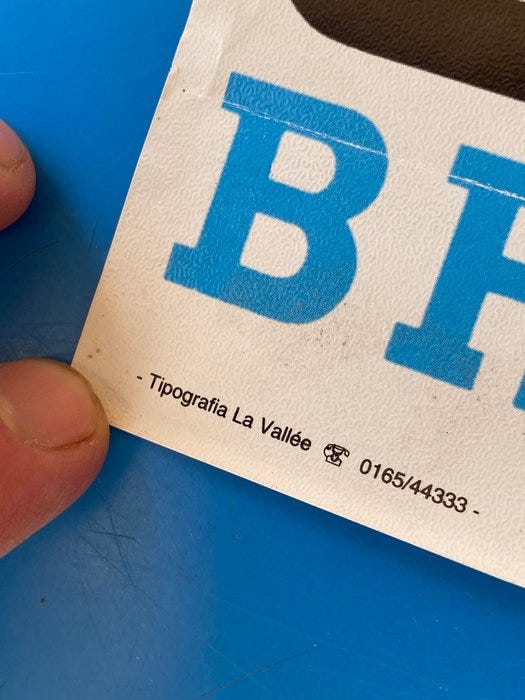 B
- Tipografia La Vallée ☎ 0165/44333 -